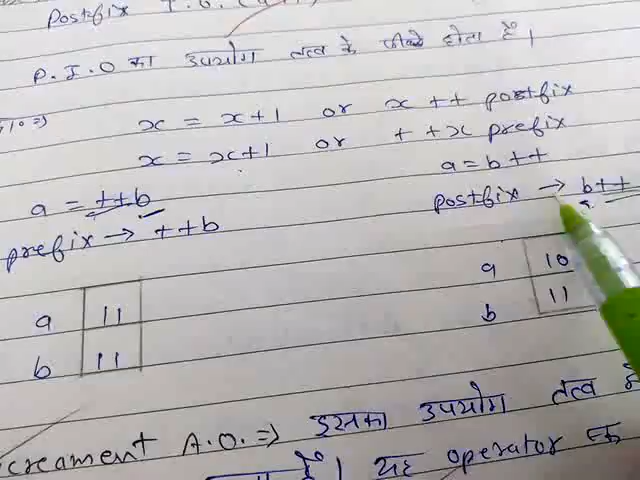 Postfix
P.I.O का उपयोग तत्व के पीछे होता है।
x = x+1 or x ++ postfix
x = x+1 or + +x prefix
a = b ++
a = ++b
postfix → b++
prefix → ++b
a 10
b 11
a 11
b 11
creament A.O. ⇒ इसका उपयोग तत्व
है। यह operator